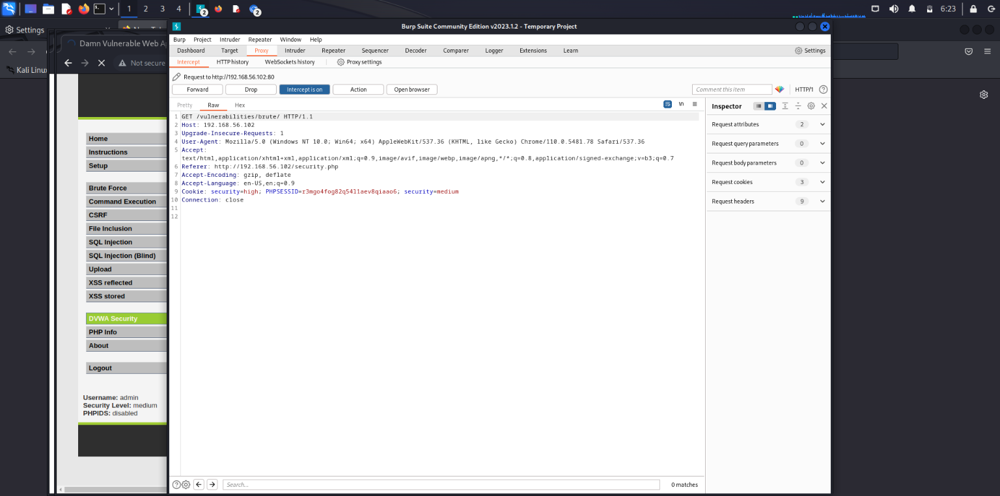 1 2 3 4 2 2 6:23
Settings
Burp Suite Community Edition v2023.1.2 - Temporary Project
Damn Vulnerable Web A
Not secure
Kali Linux
Burp Project Intruder Repeater Window Help
Dashboard Target Proxy Intruder Repeater Sequencer Decoder Comparer Logger Extensions Learn Settings
Intercept HTTP history WebSockets history Proxy settings
Request to http://192.168.56.102:80
Forward Drop Intercept is on Action Open browser Comment this item HTTP/1
Pretty Raw Hex \n
1 GET /vulnerabilities/brute/ HTTP/1.1
2 Host: 192.168.56.102
3 Upgrade-Insecure-Requests: 1
4 User-Agent: Mozilla/5.0 (Windows NT 10.0; Win64; x64) AppleWebKit/537.36 (KHTML, like Gecko) Chrome/110.0.5481.78 Safari/537.36
5 Accept:
text/html,application/xhtml+xml,application/xml;q=0.9,image/avif,image/webp,image/apng,*/*;q=0.8,application/signed-exchange;v=b3;q=0.7
6 Referer: http://192.168.56.102/security.php
7 Accept-Encoding: gzip, deflate
8 Accept-Language: en-US,en;q=0.9
9 Cookie: security=high; PHPSESSID=r3mgo4fog82q5411aev8qiaao6; security=medium
10 Connection: close
11
12
Inspector
Request attributes 2
Request query parameters 0
Request body parameters 0
Request cookies 3
Request headers 9
Home
Instructions
Setup
Brute Force
Command Execution
CSRF
File Inclusion
SQL Injection
SQL Injection (Blind)
Upload
XSS reflected
XSS stored
DVWA Security
PHP Info
About
Logout
Username: admin
Security Level: medium
PHPIDS: disabled
Search... 0 matches